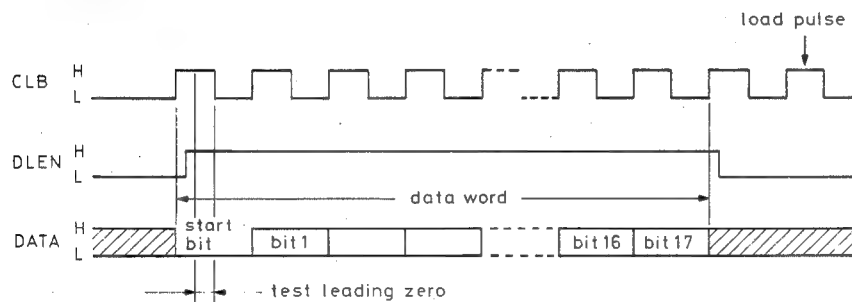 load pulse
CLB H
L
DLEN H
L
data word
DATA H
L
start
bit
bit 1
bit 16
bit 17
test leading zero